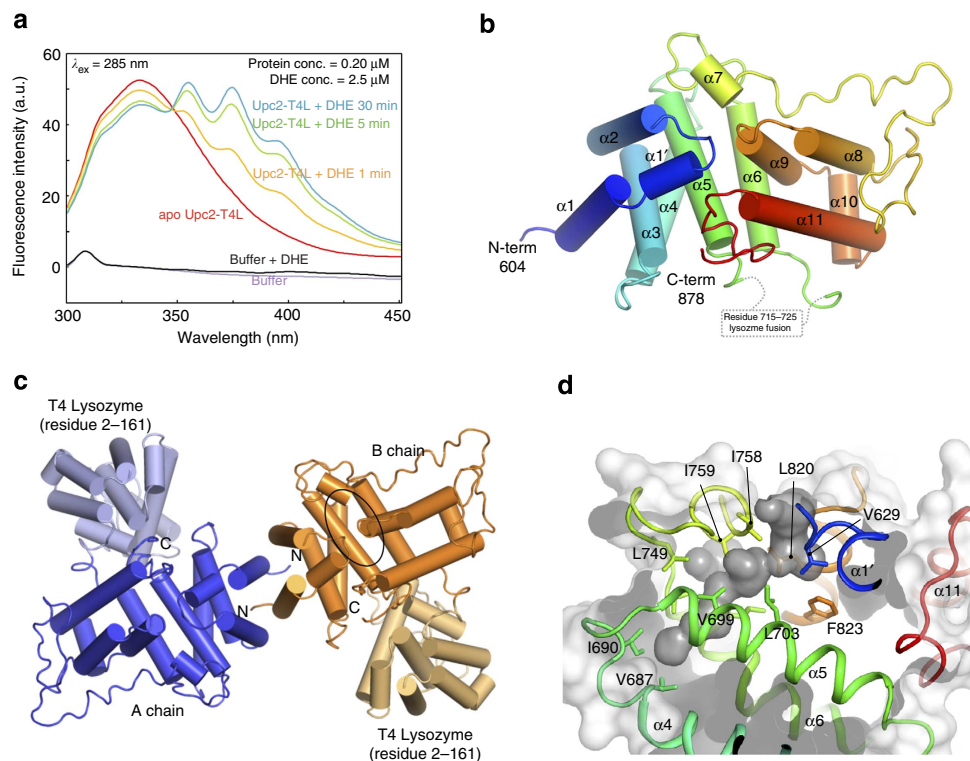 a
λex = 285 nm
Protein conc. = 0.20 µM
DHE conc. = 2.5 µM
Upc2-T4L + DHE 30 min
Upc2-T4L + DHE 5 min
Upc2-T4L + DHE 1 min
apo Upc2-T4L
Buffer + DHE
Buffer
60
40
20
0
300
350
400
450
Fluorescence intensity (a.u.)
Wavelength (nm)
b
α7
α2
α1′
α5
α6
α9
α8
α1
α3
α4
α10
α11
N-term
604
C-term
878
Residue 715–725
lysozme fusion
c
T4 Lysozyme
(residue 2–161)
B chain
C
N
N
C
A chain
T4 Lysozyme
(residue 2–161)
d
I759
I758
L820
V629
L749
α1′
α11
V699
L703
F823
I690
V687
α5
α4
α6